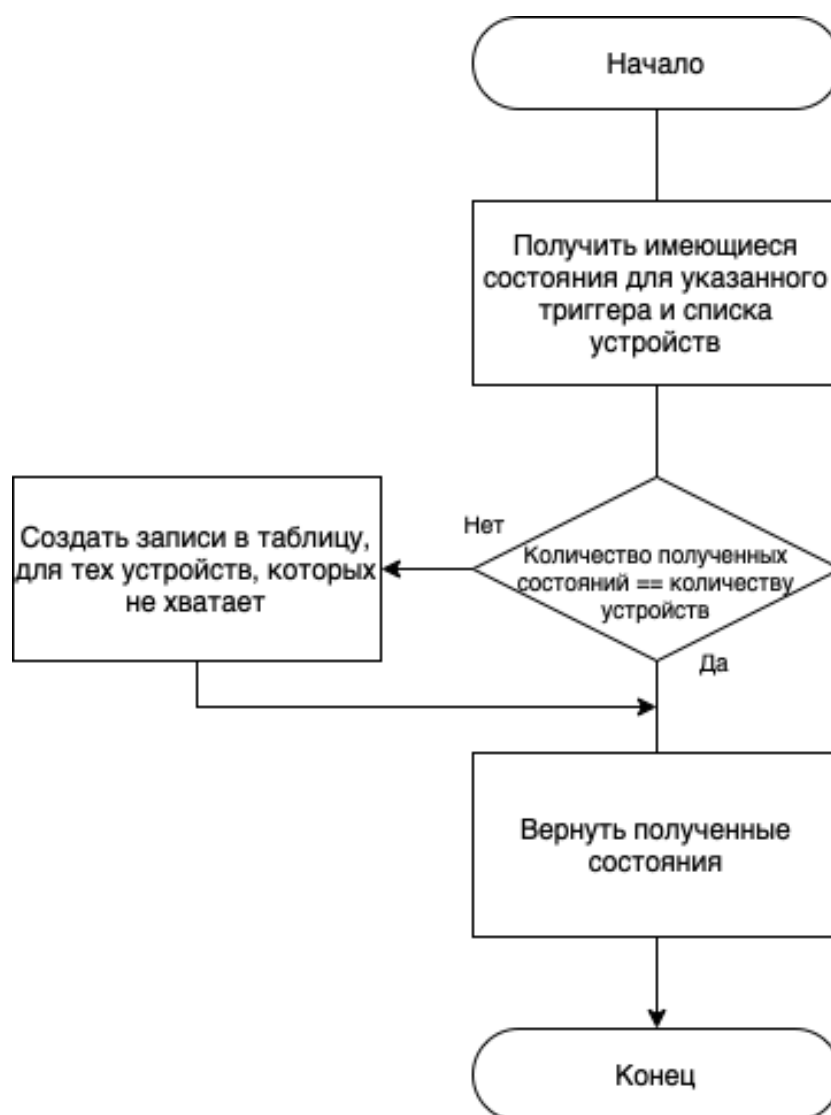 Начало
Получить имеющиеся
состояния для указанного
триггера и списка
устройств
Нет
Количество полученных
состояний == количеству
устройств
Создать записи в таблицу,
для тех устройств, которых
не хватает
Да
Вернуть полученные
состояния
Конец